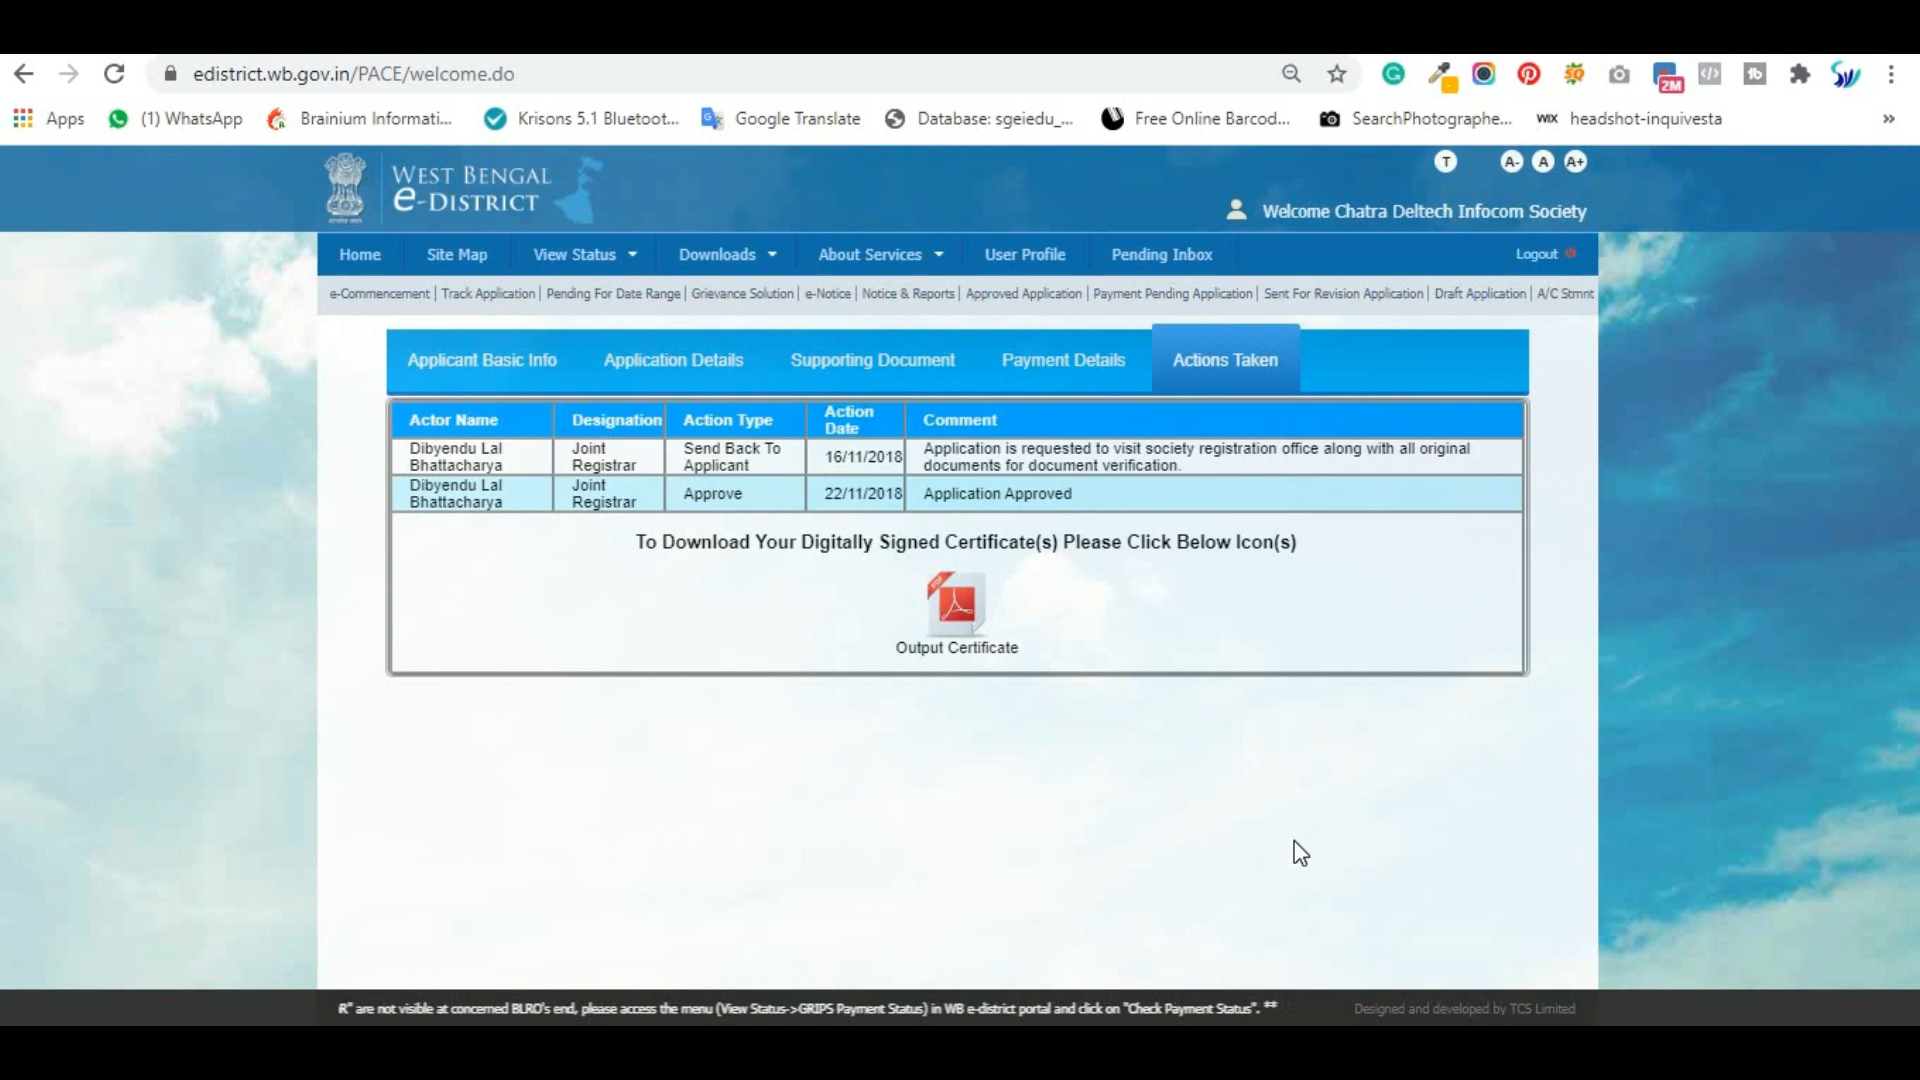 edistrict.wb.gov.in/PACE/welcome.do
2M
Apps (1) WhatsApp Brainium Informati... Krisons 5.1 Bluetoot... Google Translate Database: sgeiedu_... Free Online Barcod... SearchPhotographe... WIX headshot-inquivesta »
WEST BENGAL
e-DISTRICT
T A- A A+
Welcome Chatra Deltech Infocom Society
Home Site Map View Status Downloads About Services User Profile Pending Inbox Logout
e-Commencement | Track Application | Pending For Date Range | Grievance Solution | e-Notice | Notice & Reports | Approved Application | Payment Pending Application | Sent For Revision Application | Draft Application | A/C Stmnt
Applicant Basic Info Application Details Supporting Document Payment Details Actions Taken
Actor Name Designation Action Type Action Date Comment
Dibyendu Lal Bhattacharya Joint Registrar Send Back To Applicant 16/11/2018 Application is requested to visit society registration office along with all original documents for document verification.
Dibyendu Lal Bhattacharya Joint Registrar Approve 22/11/2018 Application Approved
To Download Your Digitally Signed Certificate(s) Please Click Below Icon(s)
PDF
Output Certificate
R" are not visible at concerned BLRO's end, please access the menu (View Status->GRIPS Payment Status) in WB e-district portal and click on "Check Payment Status". **
Designed and developed by TCS Limited